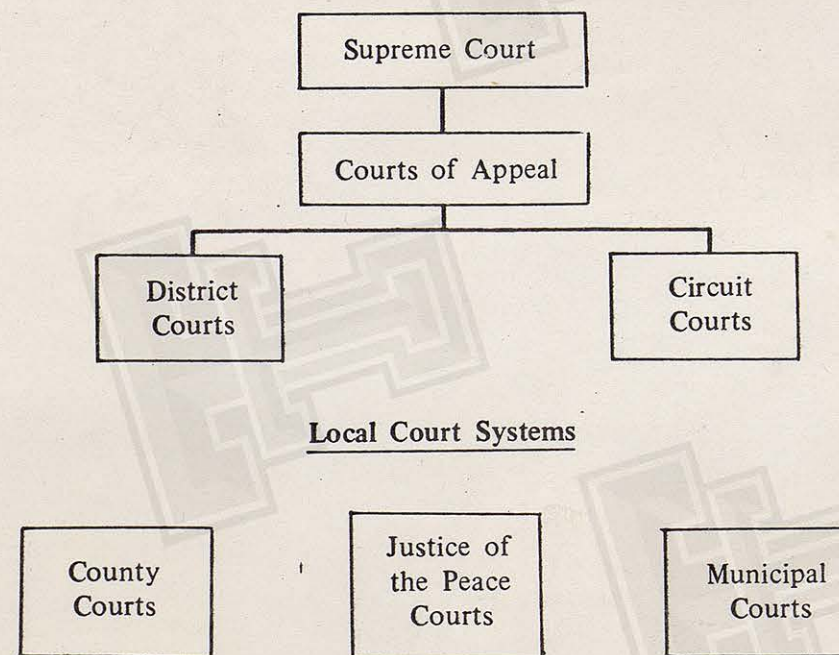 Supreme Court
Courts of Appeal
District
Courts
Circuit
Courts
Local Court Systems
County
Courts
Justice of
the Peace
Courts
Municipal
Courts